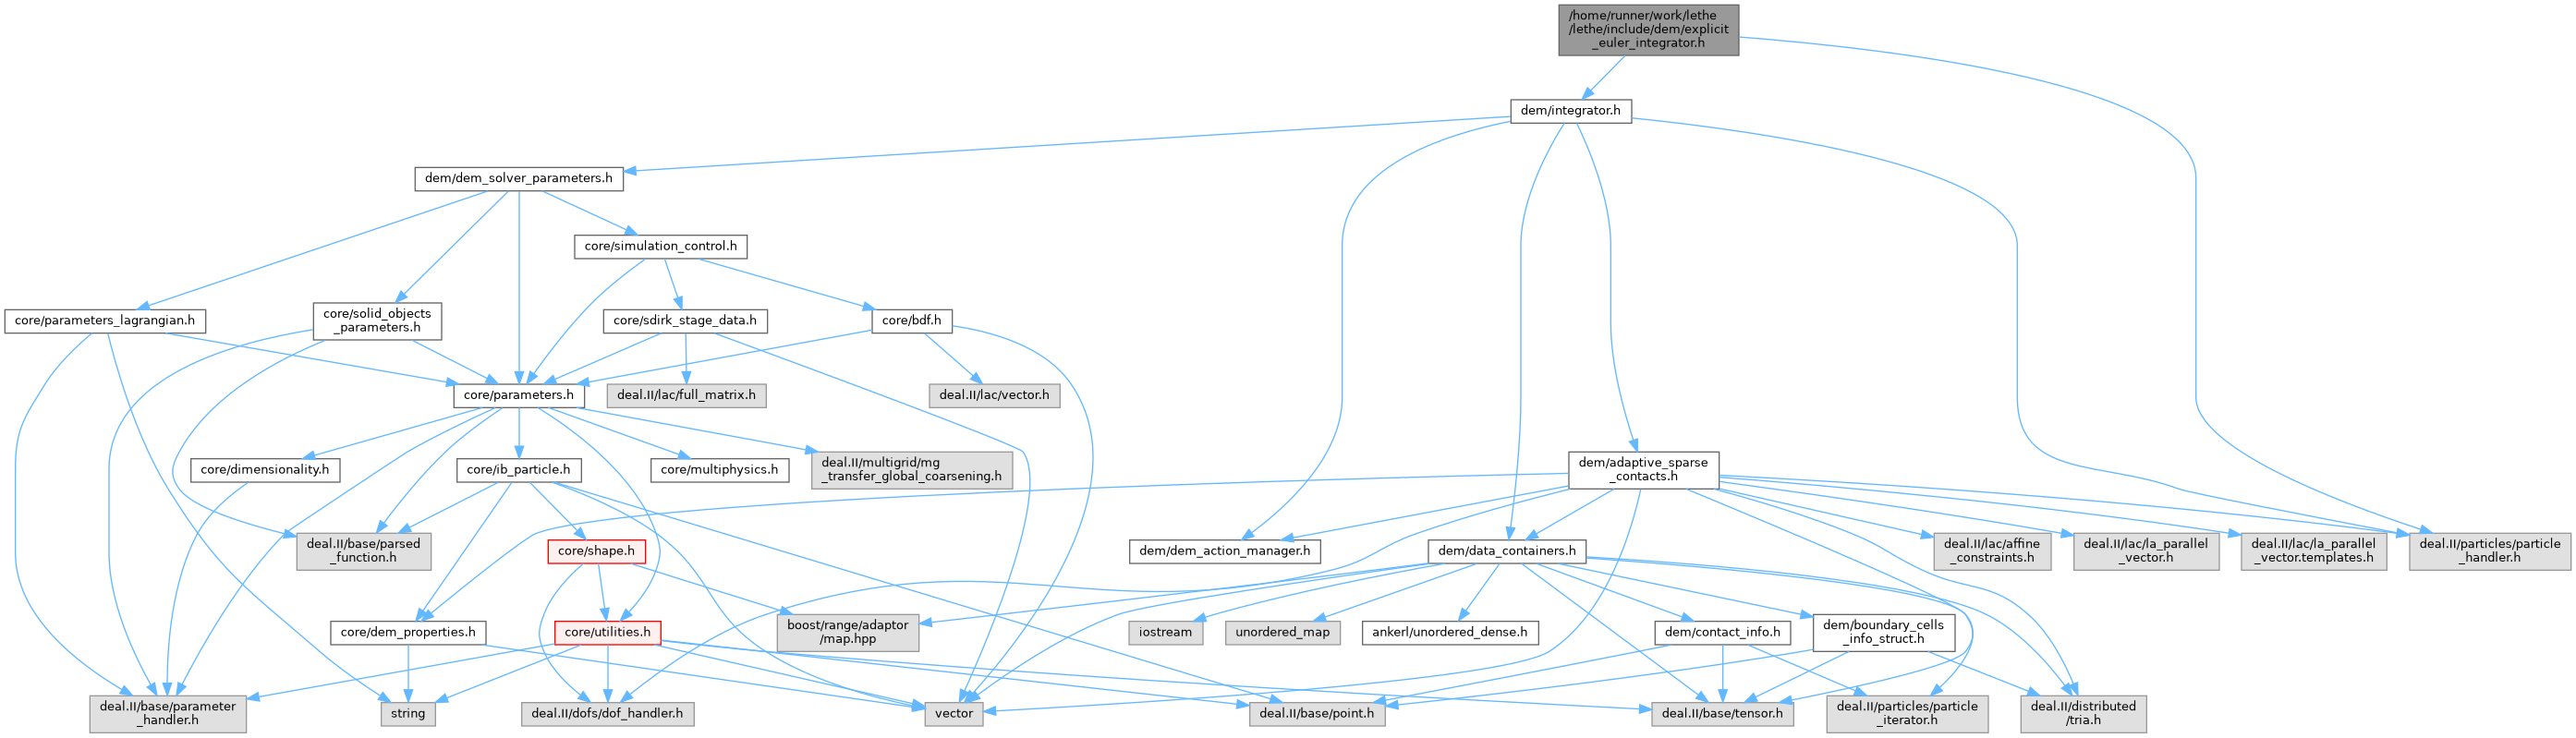 /home/runner/work/lethe
/lethe/include/dem/explicit
_euler_integrator.h
dem/integrator.h
dem/dem_solver_parameters.h
core/simulation_control.h
core/parameters_lagrangian.h
core/solid_objects
_parameters.h
core/sdirk_stage_data.h
core/bdf.h
core/parameters.h
deal.II/lac/full_matrix.h
deal.II/lac/vector.h
core/dimensionality.h
core/ib_particle.h
core/multiphysics.h
deal.II/multigrid/mg
_transfer_global_coarsening.h
dem/adaptive_sparse
_contacts.h
deal.II/base/parsed
_function.h
core/shape.h
dem/dem_action_manager.h
dem/data_containers.h
deal.II/lac/affine
_constraints.h
deal.II/lac/la_parallel
_vector.h
deal.II/lac/la_parallel
_vector.templates.h
deal.II/particles/particle
_handler.h
core/dem_properties.h
core/utilities.h
boost/range/adaptor
/map.hpp
iostream
unordered_map
ankerl/unordered_dense.h
dem/contact_info.h
dem/boundary_cells
_info_struct.h
deal.II/base/parameter
_handler.h
string
deal.II/dofs/dof_handler.h
vector
deal.II/base/point.h
deal.II/base/tensor.h
deal.II/particles/particle
_iterator.h
deal.II/distributed
/tria.h